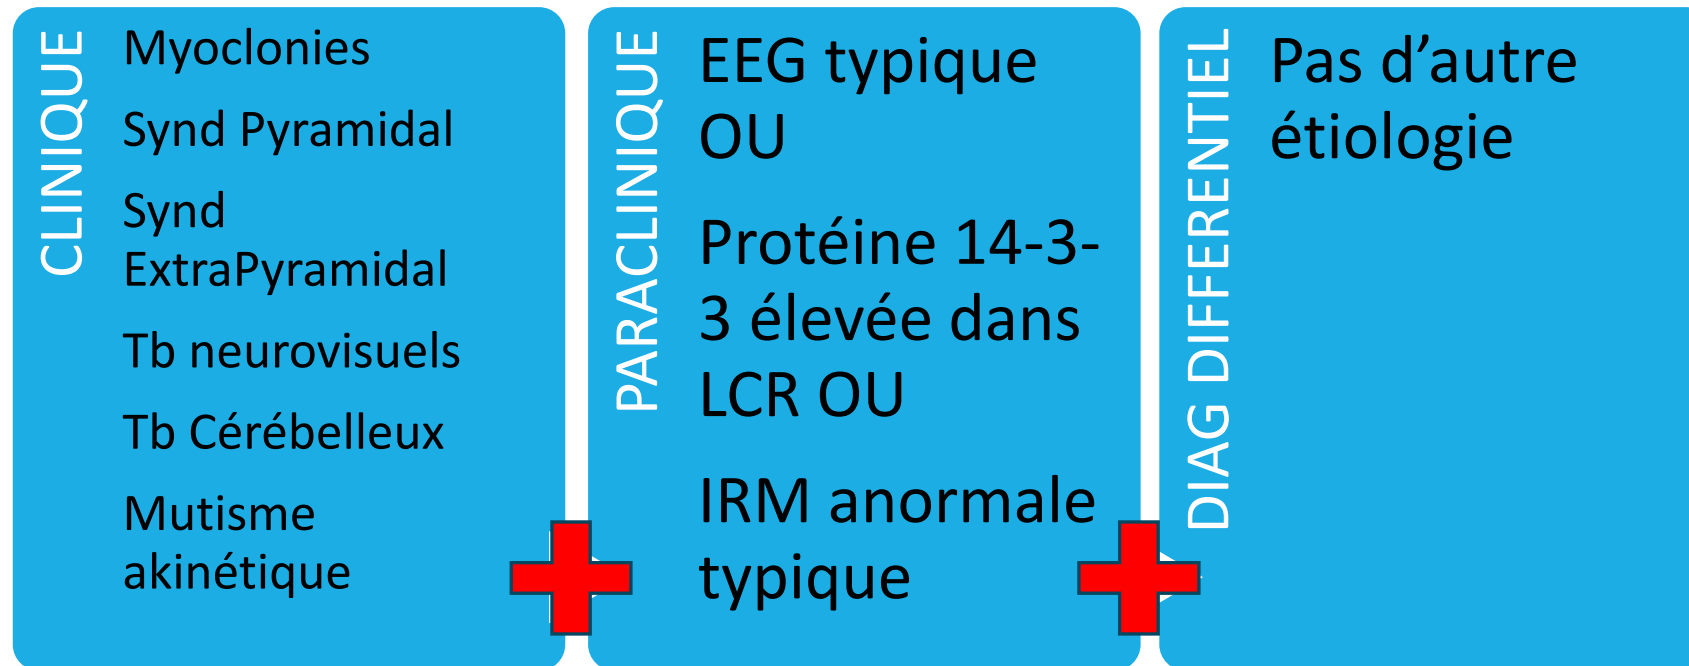 CLINIQUE
Myoclonies
Synd Pyramidal
Synd
ExtraPyramidal
Tb neurovisuels
Tb Cérébelleux
Mutisme
akinétique
PARACLINIQUE
EEG typique
OU
Protéine 14-3-
3 élevée dans
LCR OU
IRM anormale
typique
DIAG DIFFERENTIEL
Pas d’autre
étiologie